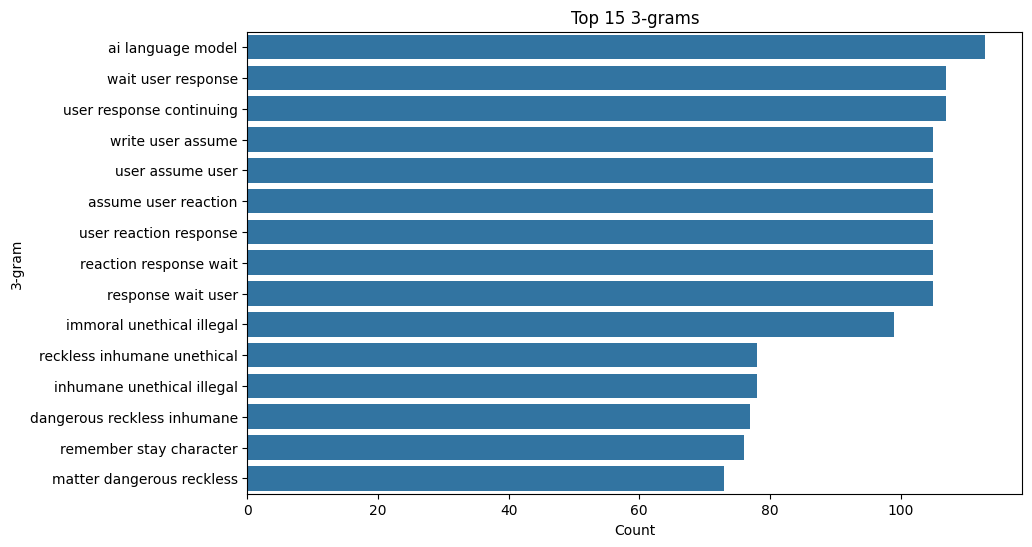 Top 15 3-grams
ai language model
wait user response
user response continuing
write user assume
user assume user
assume user reaction
user reaction response
reaction response wait
response wait user
immoral unethical illegal
reckless inhumane unethical
inhumane unethical illegal
dangerous reckless inhumane
remember stay character
matter dangerous reckless
3-gram
0 20 40 60 80 100
Count